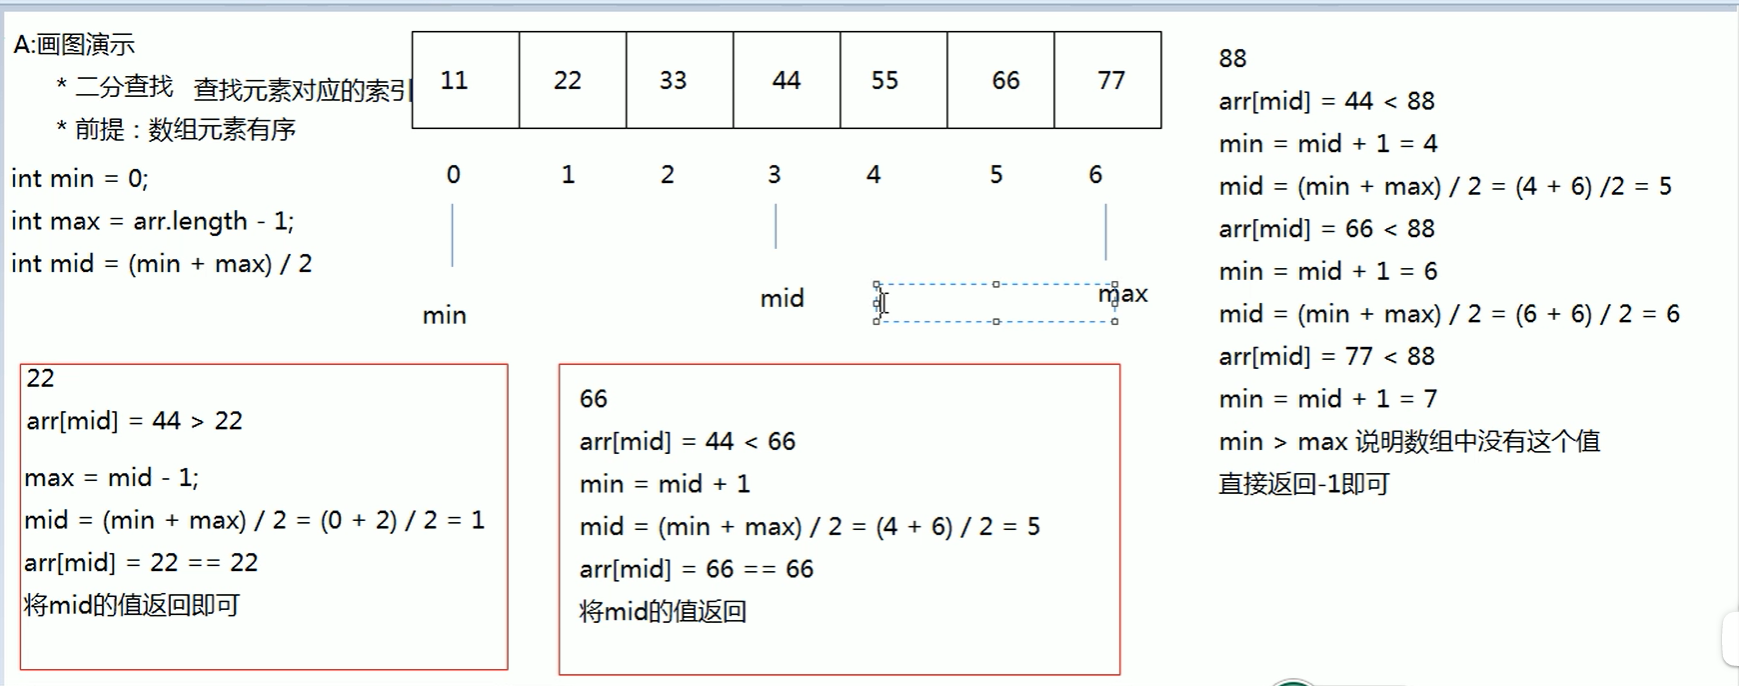 A:画图演示
* 二分查找 查找元素对应的索引
* 前提：数组元素有序
int min = 0;
int max = arr.length - 1;
int mid = (min + max) / 2
11 22 33 44 55 66 77
0 1 2 3 4 5 6
min mid max
22
arr[mid] = 44 > 22
max = mid - 1;
mid = (min + max) / 2 = (0 + 2) / 2 = 1
arr[mid] = 22 == 22
将mid的值返回即可
66
arr[mid] = 44 < 66
min = mid + 1
mid = (min + max) / 2 = (4 + 6) / 2 = 5
arr[mid] = 66 == 66
将mid的值返回
88
arr[mid] = 44 < 88
min = mid + 1 = 4
mid = (min + max) / 2 = (4 + 6) /2 = 5
arr[mid] = 66 < 88
min = mid + 1 = 6
mid = (min + max) / 2 = (6 + 6) / 2 = 6
arr[mid] = 77 < 88
min = mid + 1 = 7
min > max 说明数组中没有这个值
直接返回-1即可